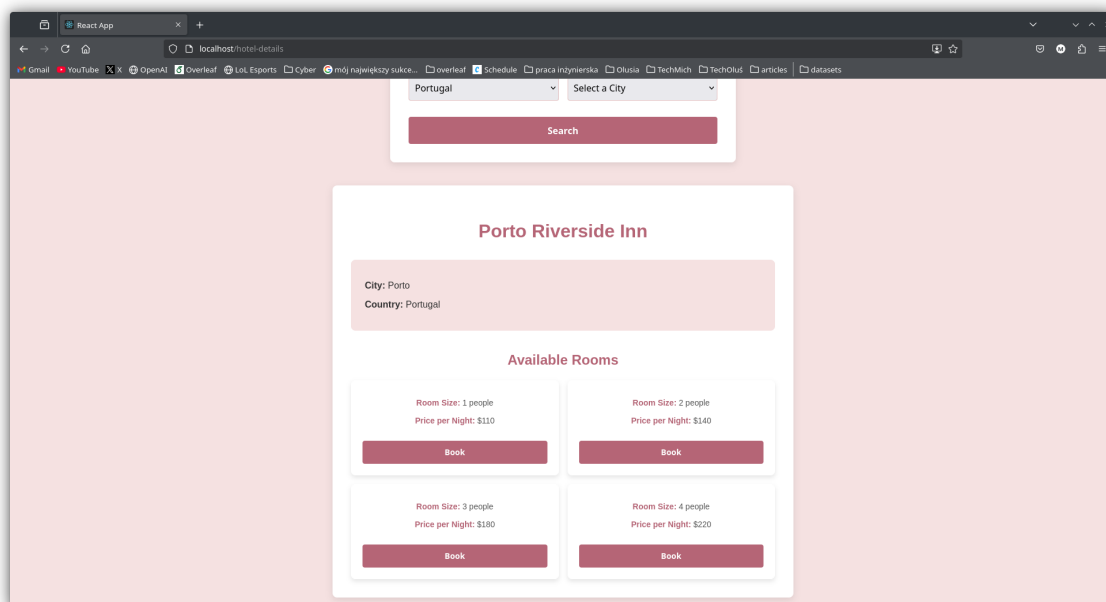 React App
localhost/hotel-details
Gmail YouTube X OpenAI Overleaf LoL Esports Cyber mój największy sukce... overleaf Schedule praca inżynierska Olusia TechMich TechOluś articles datasets
Portugal Select a City
Search
Porto Riverside Inn
City: Porto
Country: Portugal
Available Rooms
Room Size: 1 people
Price per Night: $110
Book
Room Size: 2 people
Price per Night: $140
Book
Room Size: 3 people
Price per Night: $180
Book
Room Size: 4 people
Price per Night: $220
Book